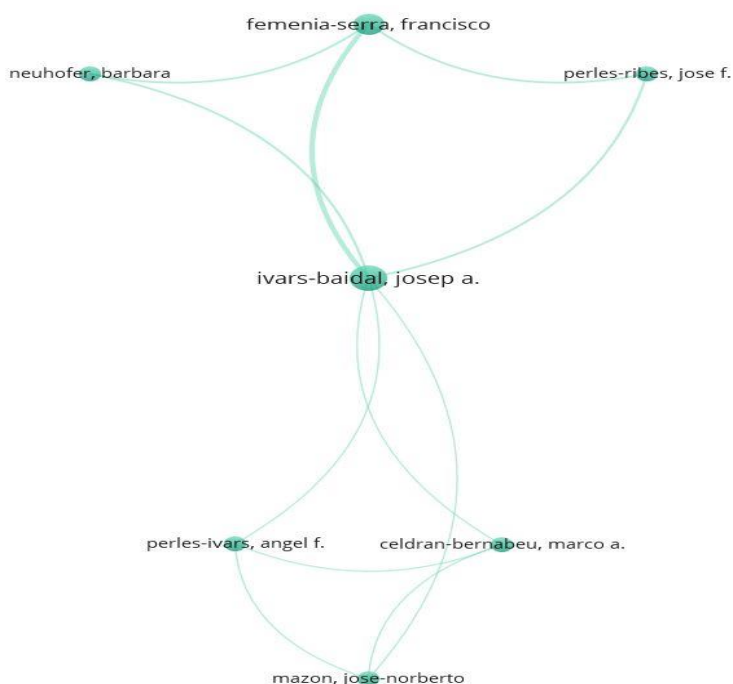 femenia-serra, francisco
neuhofer, barbara
perles-ribes, jose f.
ivars-baidal, josep a.
perles-ivars, angel f.
celdran-bernabeu, marco a.
mazon, jose-norberto